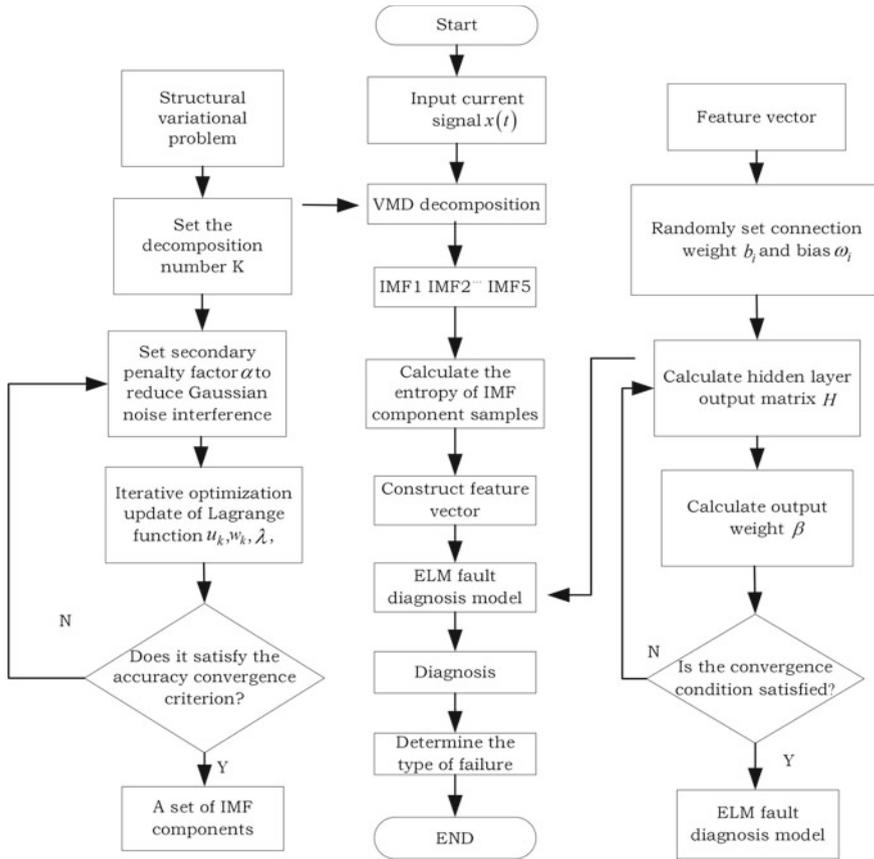 Structural
variational
problem
Set the
decomposition
number K
Set secondary
penalty factor α to
reduce Gaussian
noise interference
Iterative optimization
update of Lagrange
function u_k, w_k, λ,
N
Does it satisfy the
accuracy convergence
criterion?
Y
A set of IMF
components
Start
Input current
signal x(t)
VMD decomposition
IMF1 IMF2... IMF5
Calculate the
entropy of IMF
component samples
Construct feature
vector
ELM fault
diagnosis model
Diagnosis
Determine the
type of failure
END
Feature vector
Randomly set connection
weight b_i and bias ω_i
Calculate hidden layer
output matrix H
Calculate output
weight β
N
Is the convergence
condition satisfied?
Y
ELM fault
diagnosis model